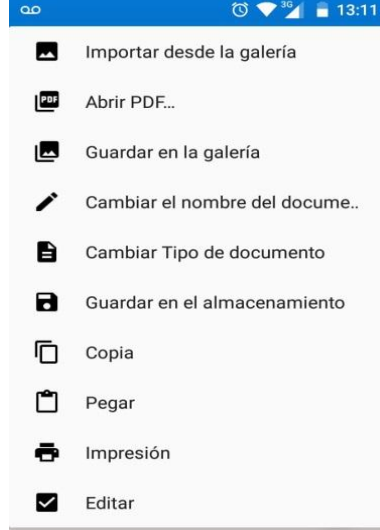 3G 13:11
Importar desde la galería
PDF Abrir PDF...
Guardar en la galería
Cambiar el nombre del docume..
Cambiar Tipo de documento
Guardar en el almacenamiento
Copia
Pegar
Impresión
Editar